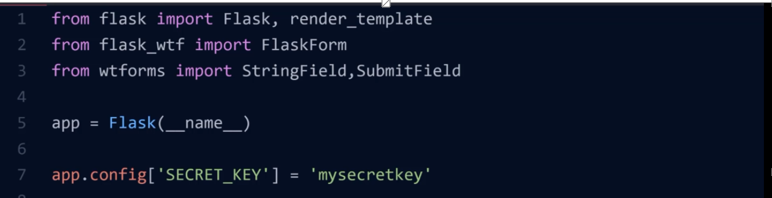 1 from flask import Flask, render_template
2 from flask_wtf import FlaskForm
3 from wtforms import StringField,SubmitField
4
5 app = Flask(__name__)
6
7 app.config['SECRET_KEY'] = 'mysecretkey'